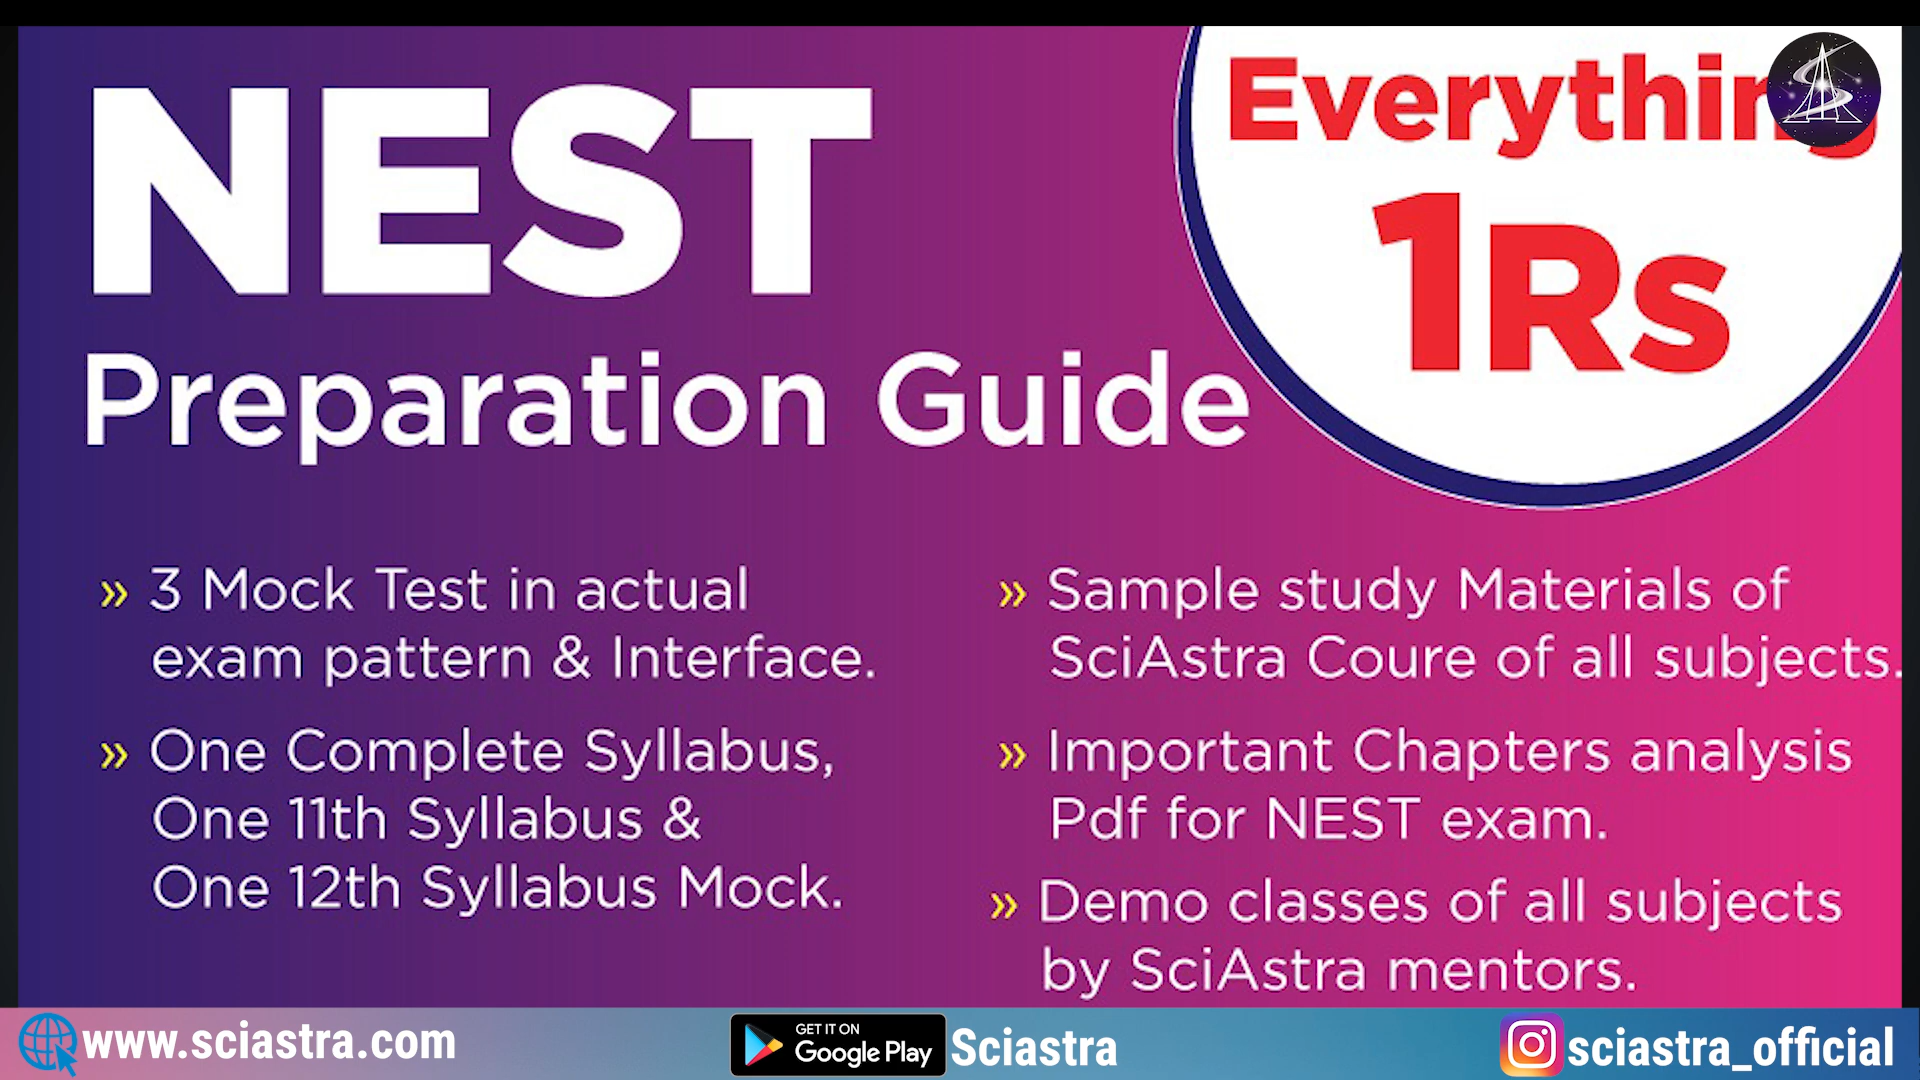 NEST
Preparation Guide
Everything
1Rs
» 3 Mock Test in actual
exam pattern & Interface.
» One Complete Syllabus,
One 11th Syllabus &
One 12th Syllabus Mock.
» Sample study Materials of
SciAstra Coure of all subjects.
» Important Chapters analysis
Pdf for NEST exam.
» Demo classes of all subjects
by SciAstra mentors.
www.sciastra.com
GET IT ON
Google Play
Sciastra
sciastra_official